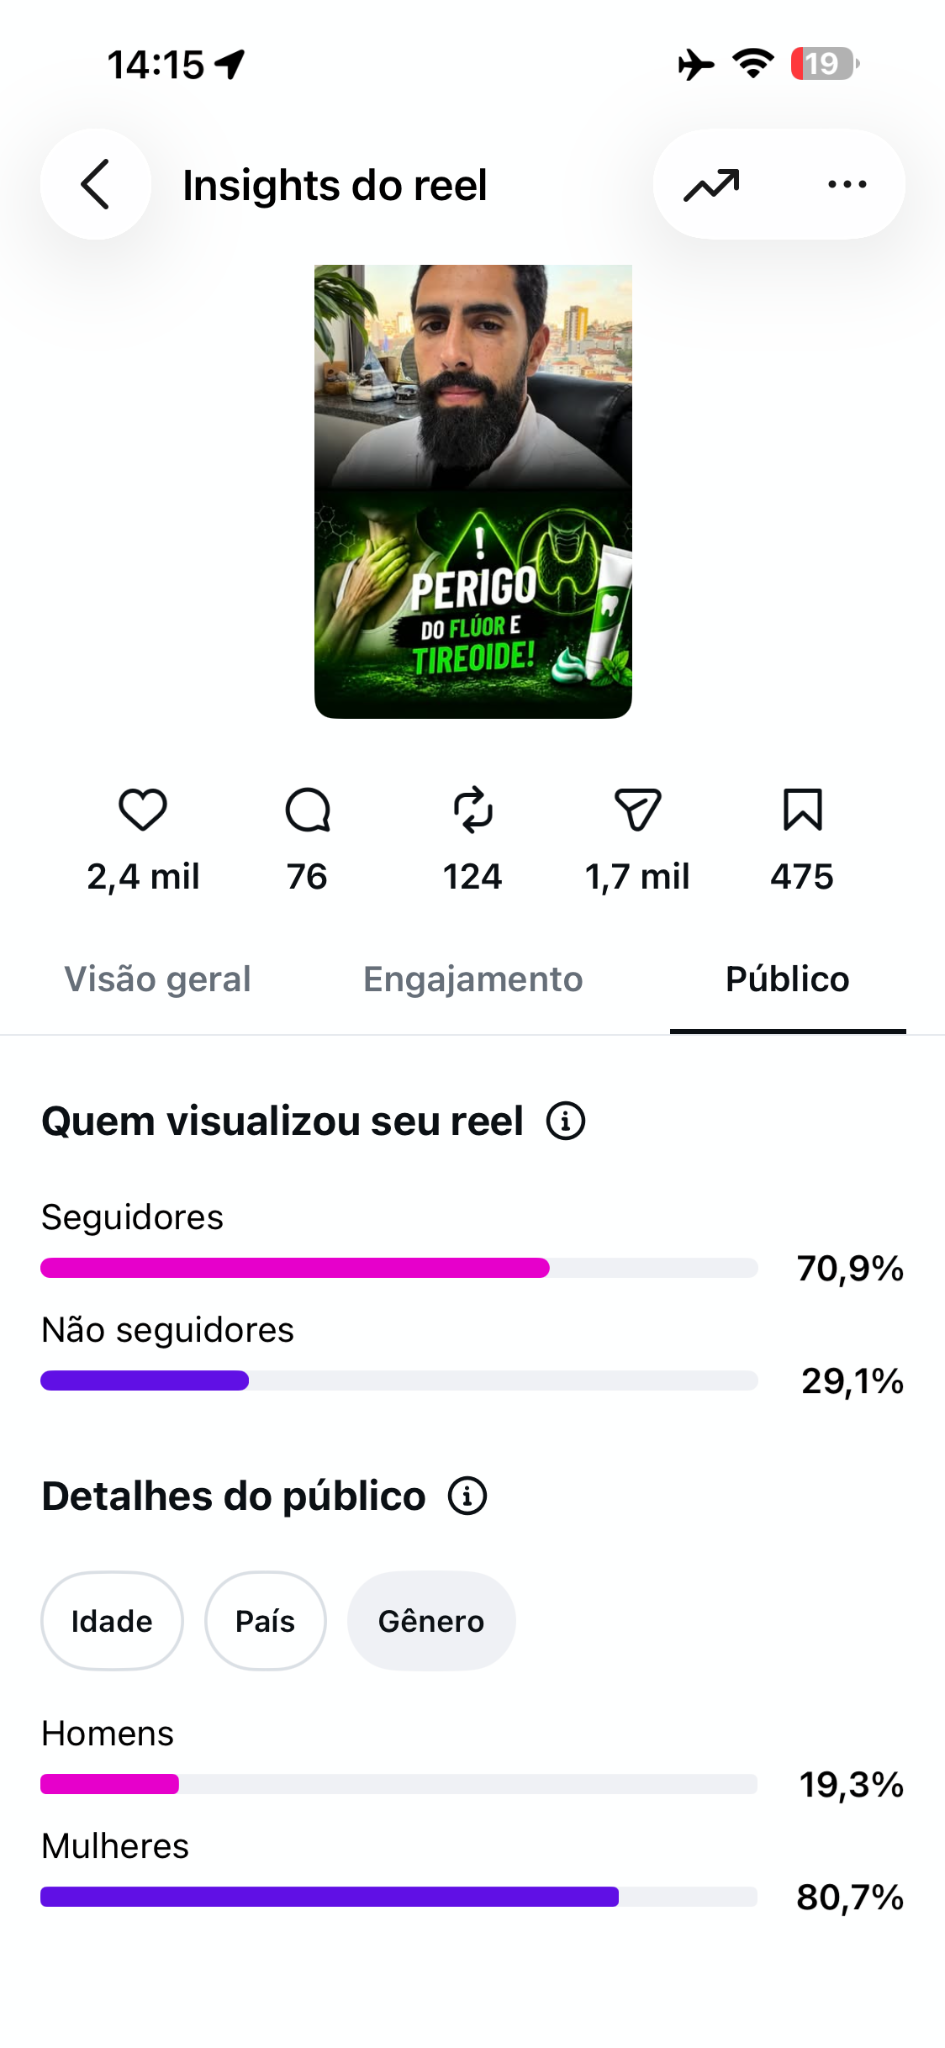 14:15
19
Insights do reel
!
PERIGO
DO FLÚOR E
TIREOIDE!
2,4 mil
76
124
1,7 mil
475
Visão geral
Engajamento
Público
Quem visualizou seu reel
Seguidores
70,9%
Não seguidores
29,1%
Detalhes do público
Idade
País
Gênero
Homens
19,3%
Mulheres
80,7%